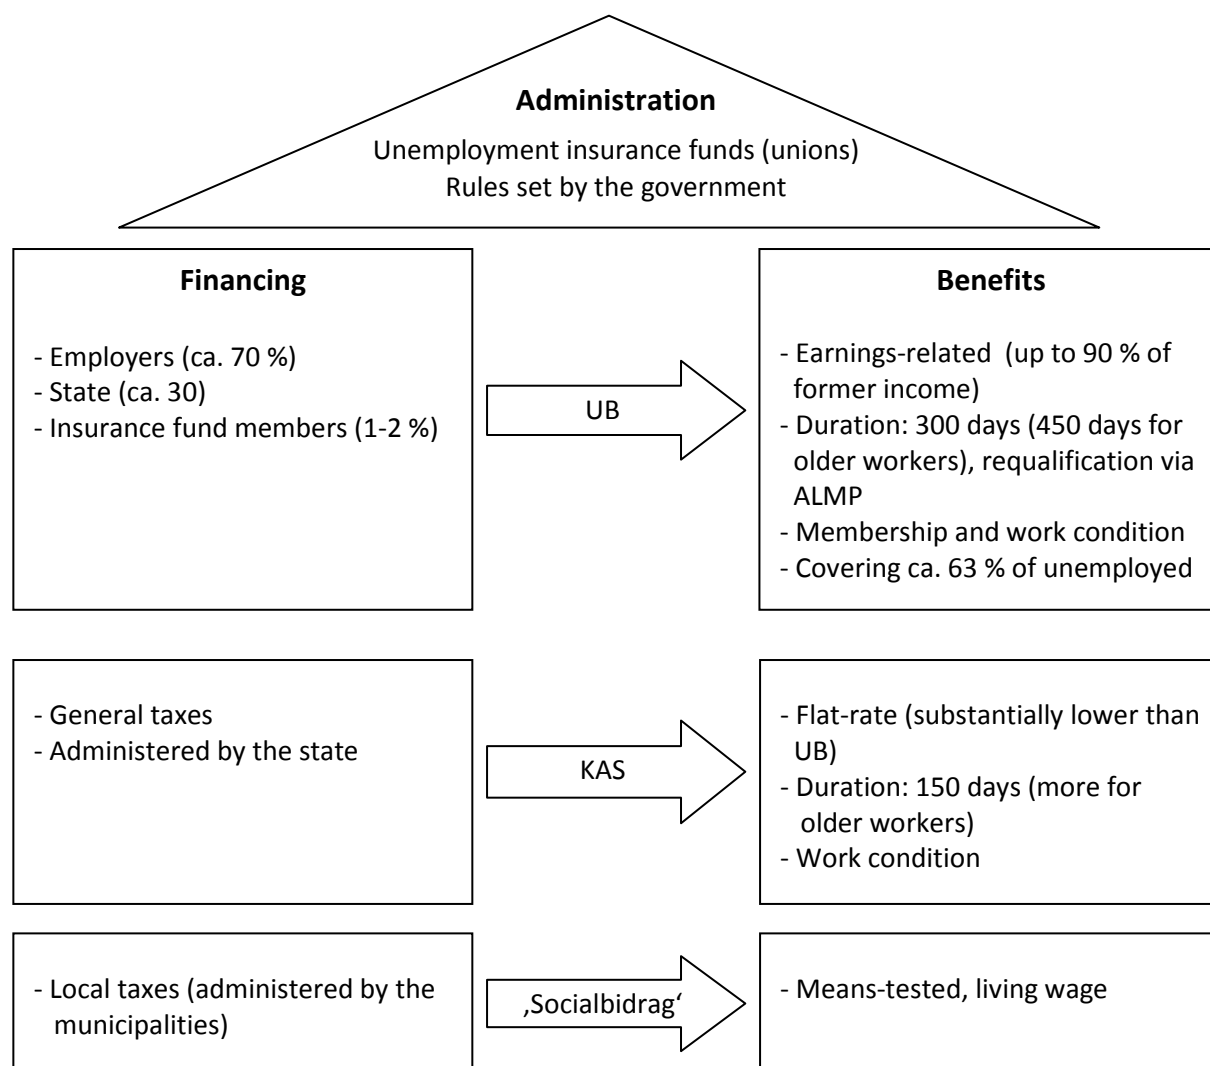 Administration
Unemployment insurance funds (unions)
Rules set by the government
Financing
- Employers (ca. 70 %)
- State (ca. 30)
- Insurance fund members (1-2 %)
UB
Benefits
- Earnings-related  (up to 90 % of
former income)
- Duration: 300 days (450 days for
older workers), requalification via
ALMP
- Membership and work condition
- Covering ca. 63 % of unemployed
- General taxes
- Administered by the state
KAS
- Flat-rate (substantially lower than
UB)
- Duration: 150 days (more for
older workers)
- Work condition
- Local taxes (administered by the
municipalities)
‚Socialbidrag‘
- Means-tested, living wage